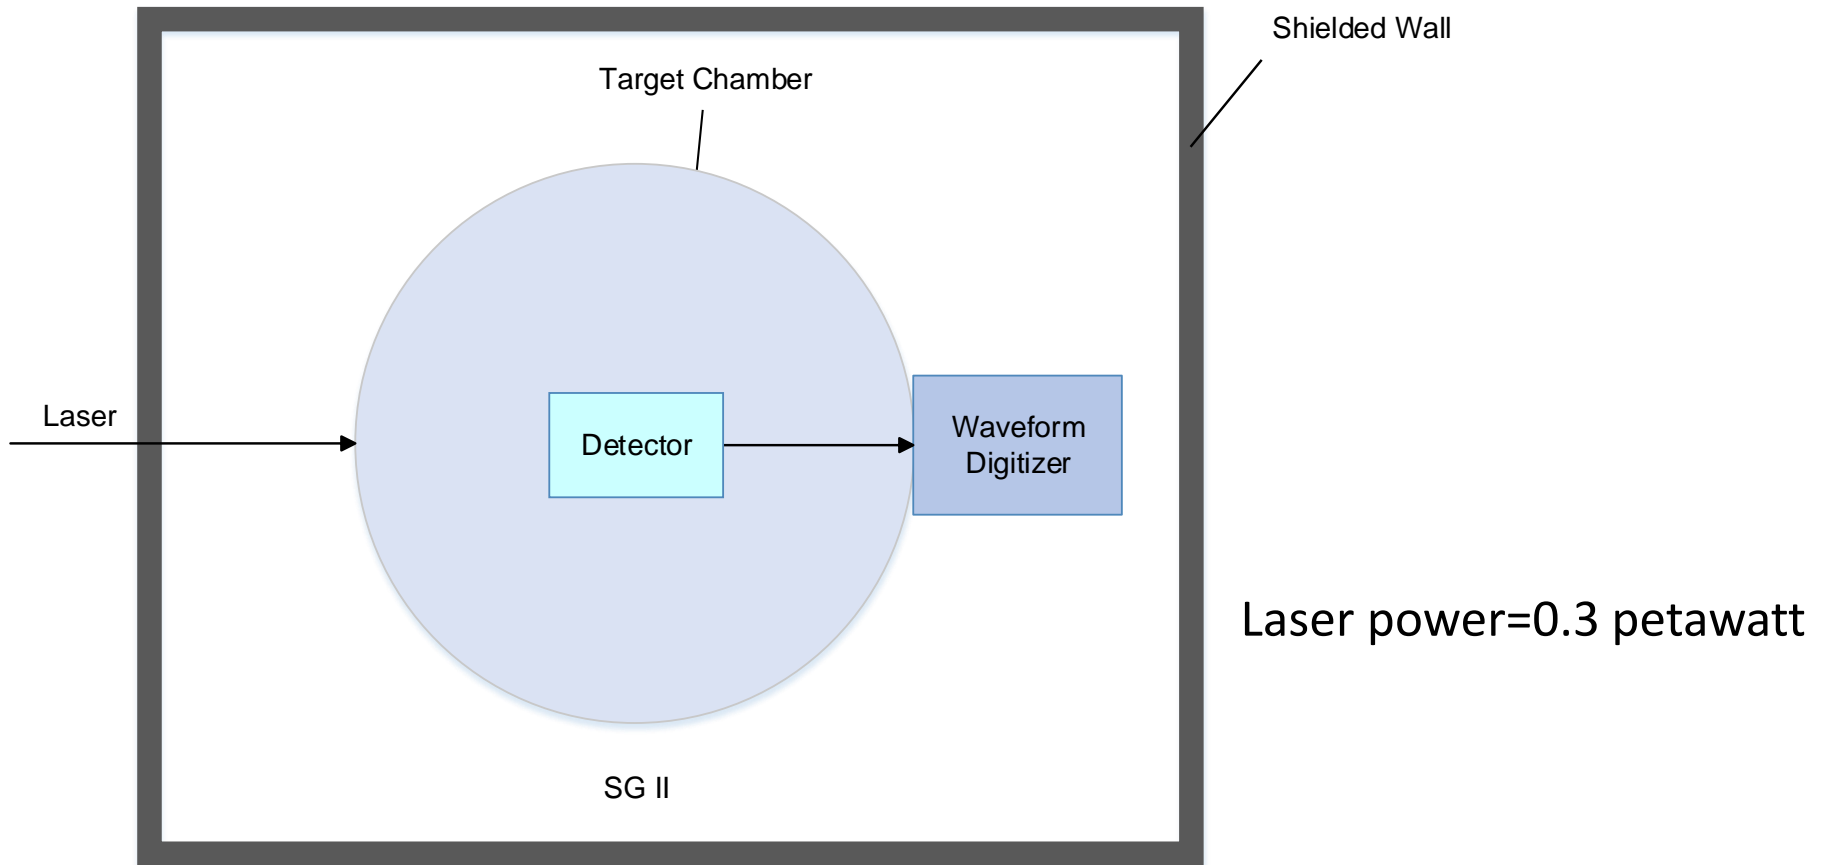 Shielded Wall
Target Chamber
Laser
Detector
Waveform
Digitizer
Laser power=0.3 petawatt
SG II